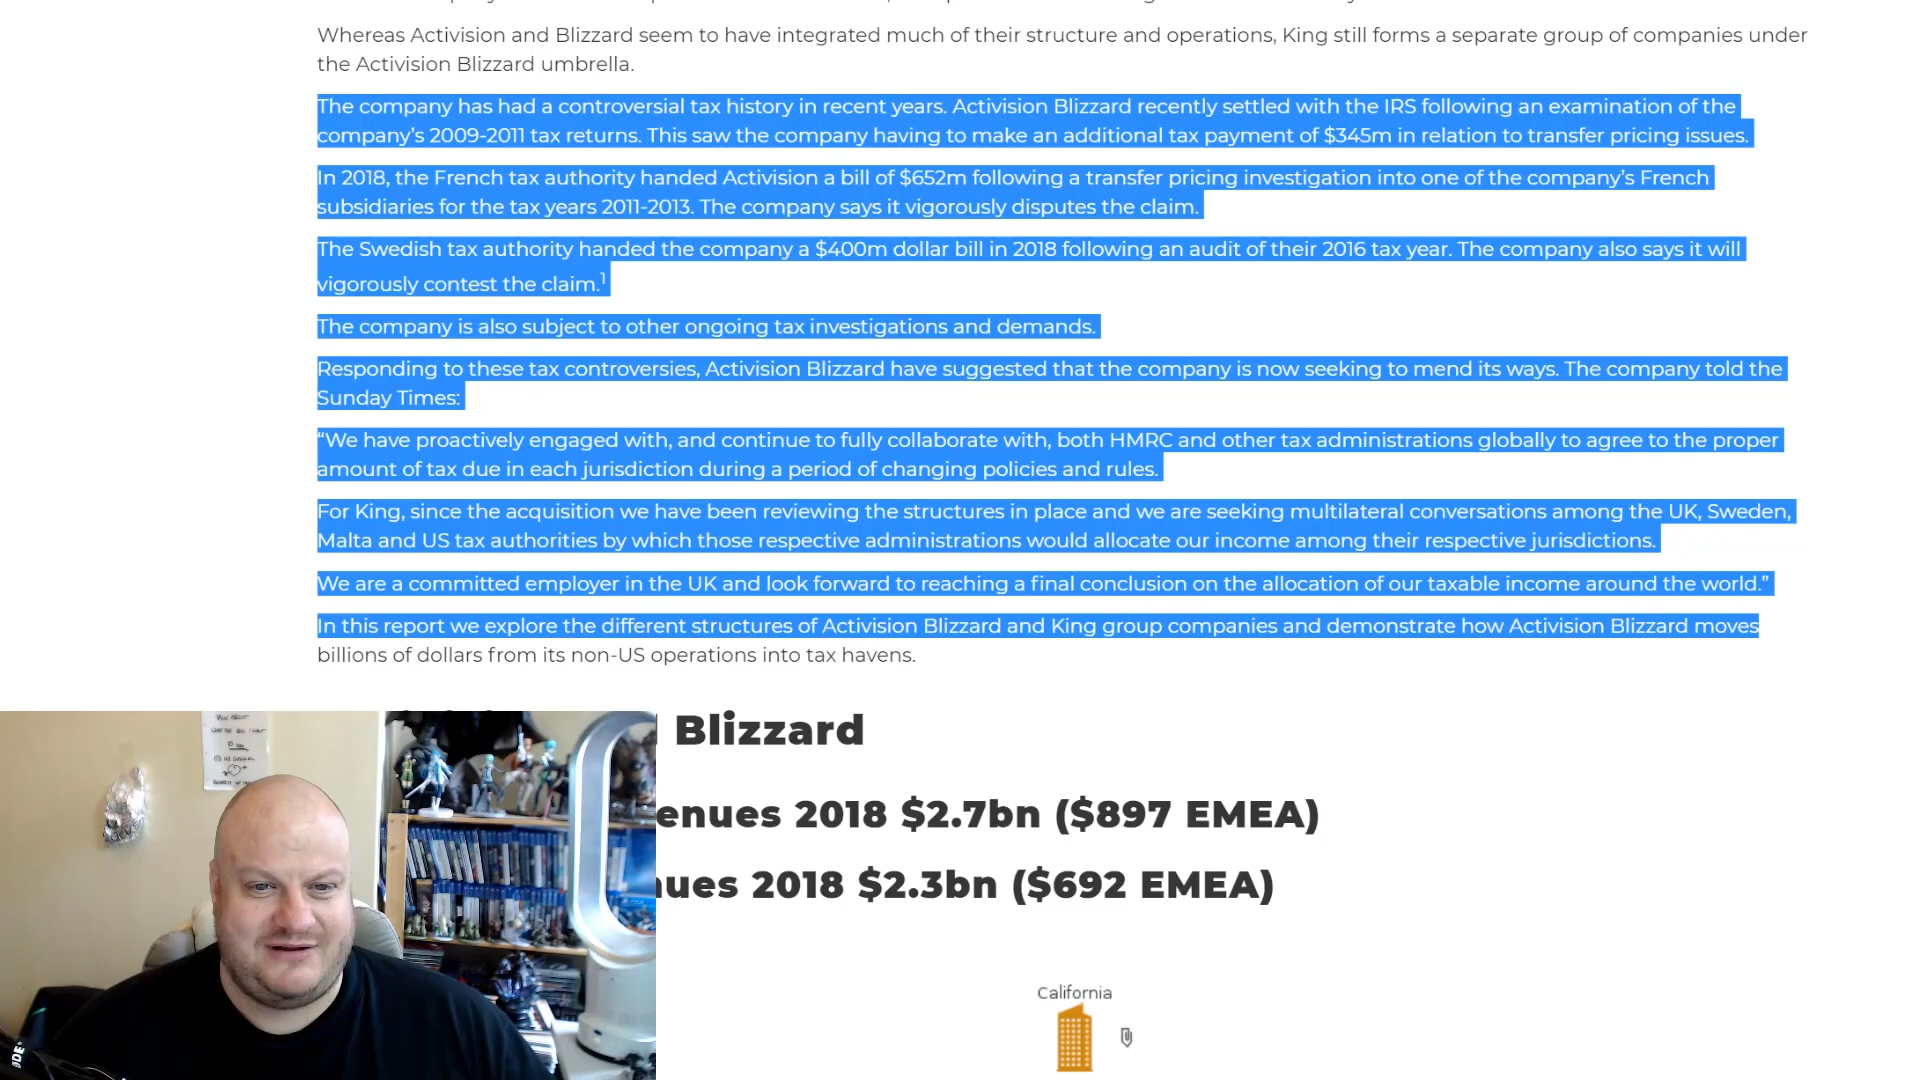 Whereas Activision and Blizzard seem to have integrated much of their structure and operations, King still forms a separate group of companies under
the Activision Blizzard umbrella.
The company has had a controversial tax history in recent years. Activision Blizzard recently settled with the IRS following an examination of the
company’s 2009-2011 tax returns. This saw the company having to make an additional tax payment of $345m in relation to transfer pricing issues.
In 2018, the French tax authority handed Activision a bill of $652m following a transfer pricing investigation into one of the company’s French
subsidiaries for the tax years 2011-2013. The company says it vigorously disputes the claim.
The Swedish tax authority handed the company a $400m dollar bill in 2018 following an audit of their 2016 tax year. The company also says it will
vigorously contest the claim.1
The company is also subject to other ongoing tax investigations and demands.
Responding to these tax controversies, Activision Blizzard have suggested that the company is now seeking to mend its ways. The company told the
Sunday Times:
“We have proactively engaged with, and continue to fully collaborate with, both HMRC and other tax administrations globally to agree to the proper
amount of tax due in each jurisdiction during a period of changing policies and rules.
For King, since the acquisition we have been reviewing the structures in place and we are seeking multilateral conversations among the UK, Sweden,
Malta and US tax authorities by which those respective administrations would allocate our income among their respective jurisdictions.
We are a committed employer in the UK and look forward to reaching a final conclusion on the allocation of our taxable income around the world.”
In this report we explore the different structures of Activision Blizzard and King group companies and demonstrate how Activision Blizzard moves
billions of dollars from its non-US operations into tax havens.
Blizzard
enues 2018 $2.7bn ($897 EMEA)
nues 2018 $2.3bn ($692 EMEA)
California